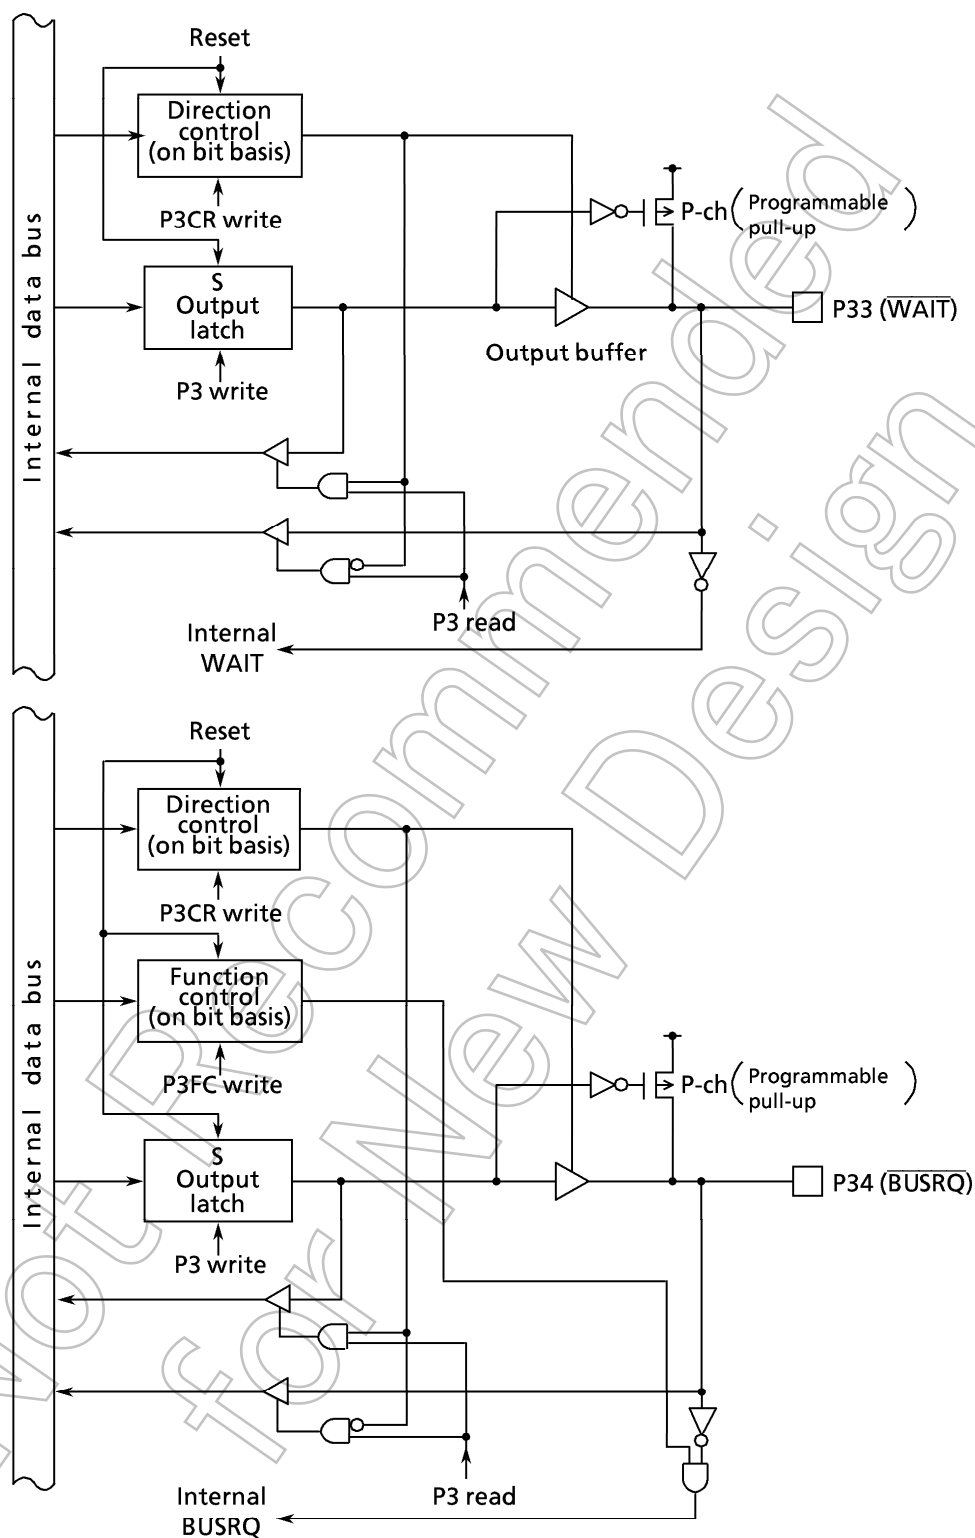 Reset
Direction
control
(on bit basis)
P3CR write
S
Output
latch
P3 write
Internal data bus
P-ch (Programmable
pull-up)
P33 (WAIT)
Output buffer
P3 read
Internal
WAIT
Reset
Direction
control
(on bit basis)
P3CR write
Function
control
(on bit basis)
P3FC write
S
Output
latch
P3 write
Internal data bus
P-ch (Programmable
pull-up)
P34 (BUSRQ)
P3 read
Internal
BUSRQ
Not Recommended
for New Design